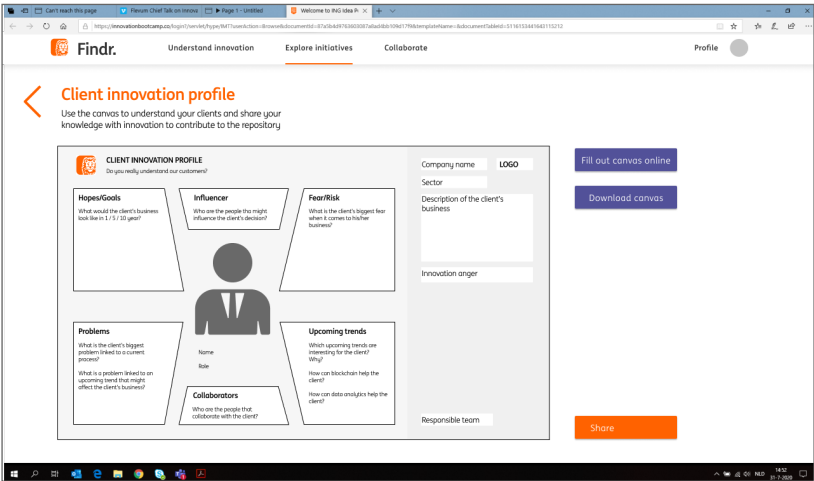 Can't reach this page
Flevum Chief Talk on Innova
Page 1 - Untitled
Welcome to ING Idea Po
Findr.
Understand innovation
Explore initiatives
Collaborate
Profile
Client innovation profile
Use the canvas to understand your clients and share your
knowledge with innovation to contribute to the repository
CLIENT INNOVATION PROFILE
Do you really understand our customers?
Hopes/Goals
What would the client's business
look like in 1 / 5 / 10 year?
Influencer
Who are the people tha might
influence the client's decision?
Fear/Risk
What is the client's biggest fear
when it comes to his/her
business?
Problems
What is the client's biggest
problem linked to a current
process?
What is a problem linked to an
upcoming trend that might
affect the client's business?
Name
Role
Collaborators
Who are the people that
collaborate with the client?
Upcoming trends
Which upcoming trends are
interesting for the client?
Why?
How can blockchain help the
client?
How can data analytics help the
client?
Company name
LOGO
Sector
Description of the client's
business
Innovation anger
Responsible team
Fill out canvas online
Download canvas
Share
NLD
14:52
31-7-2020